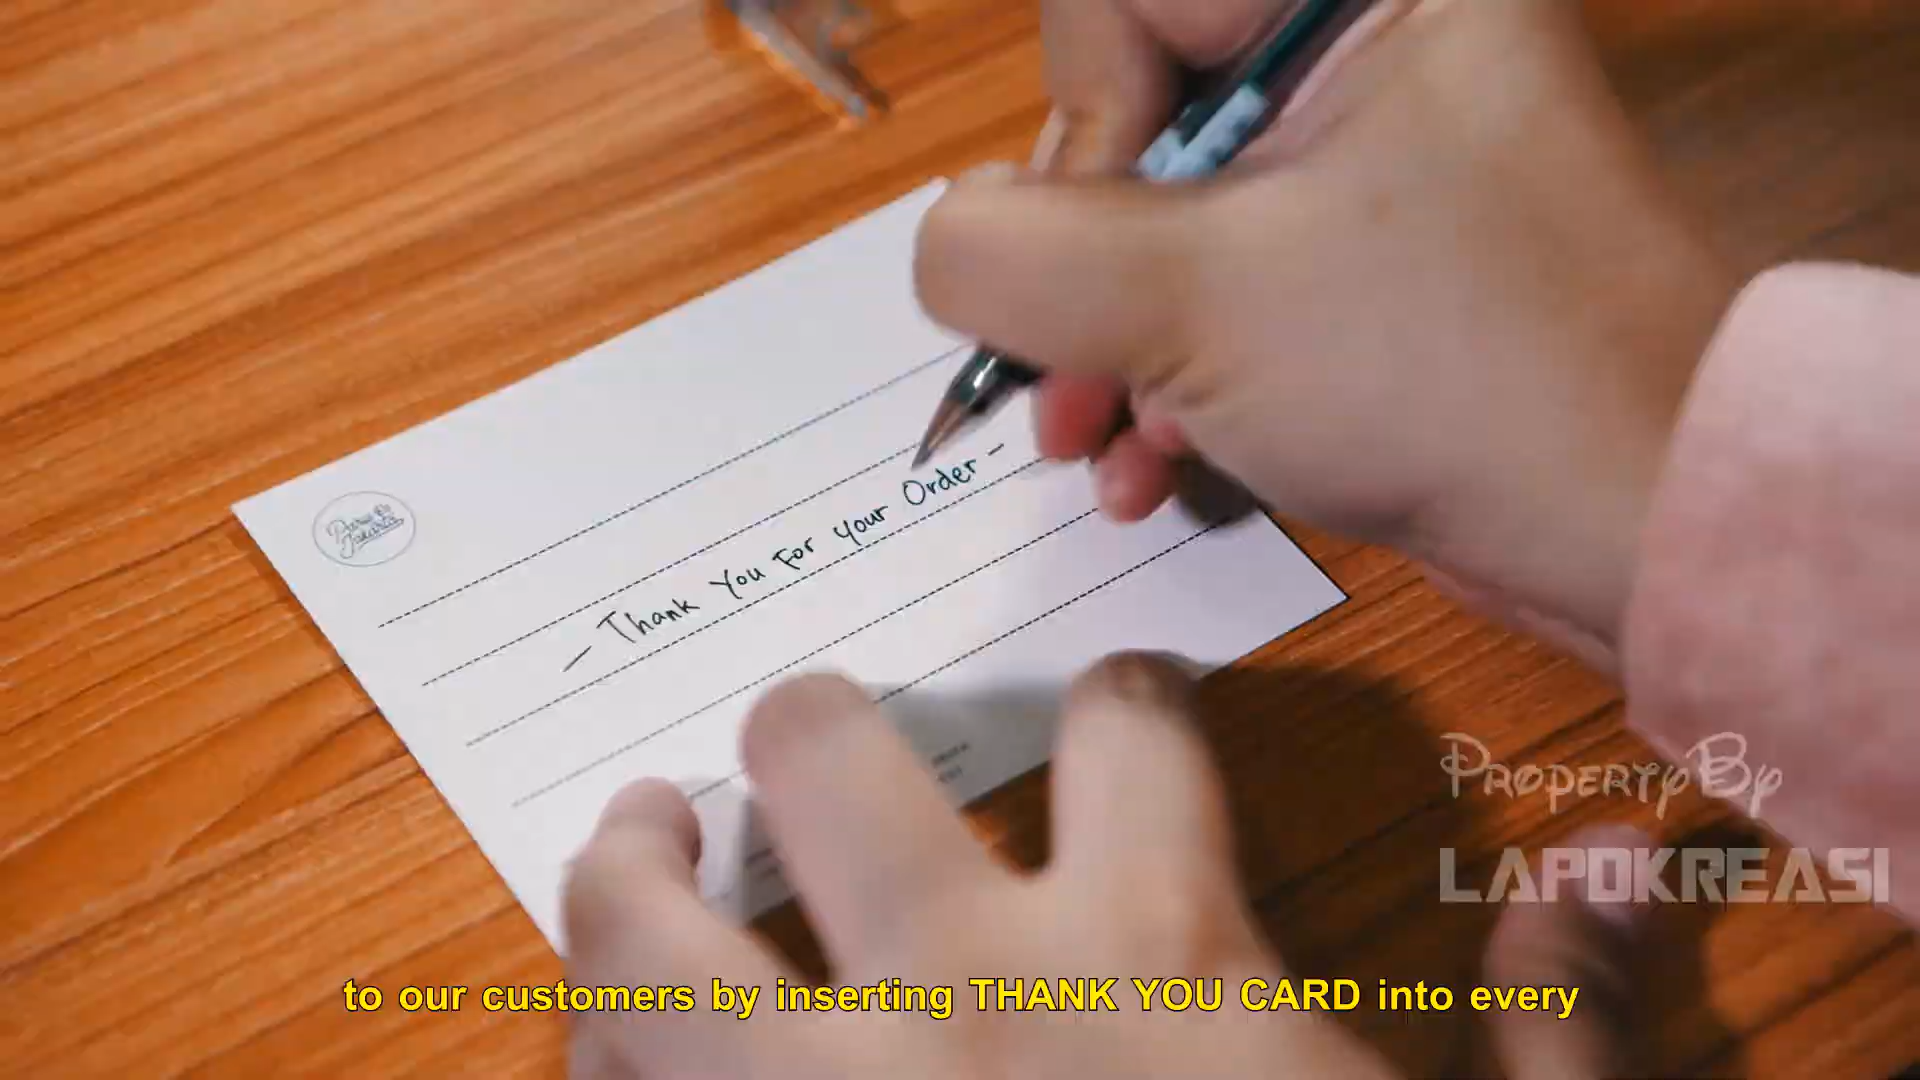 - Thank You For Your Order -
Property By
LAPOKREASI
to our customers by inserting THANK YOU CARD into every